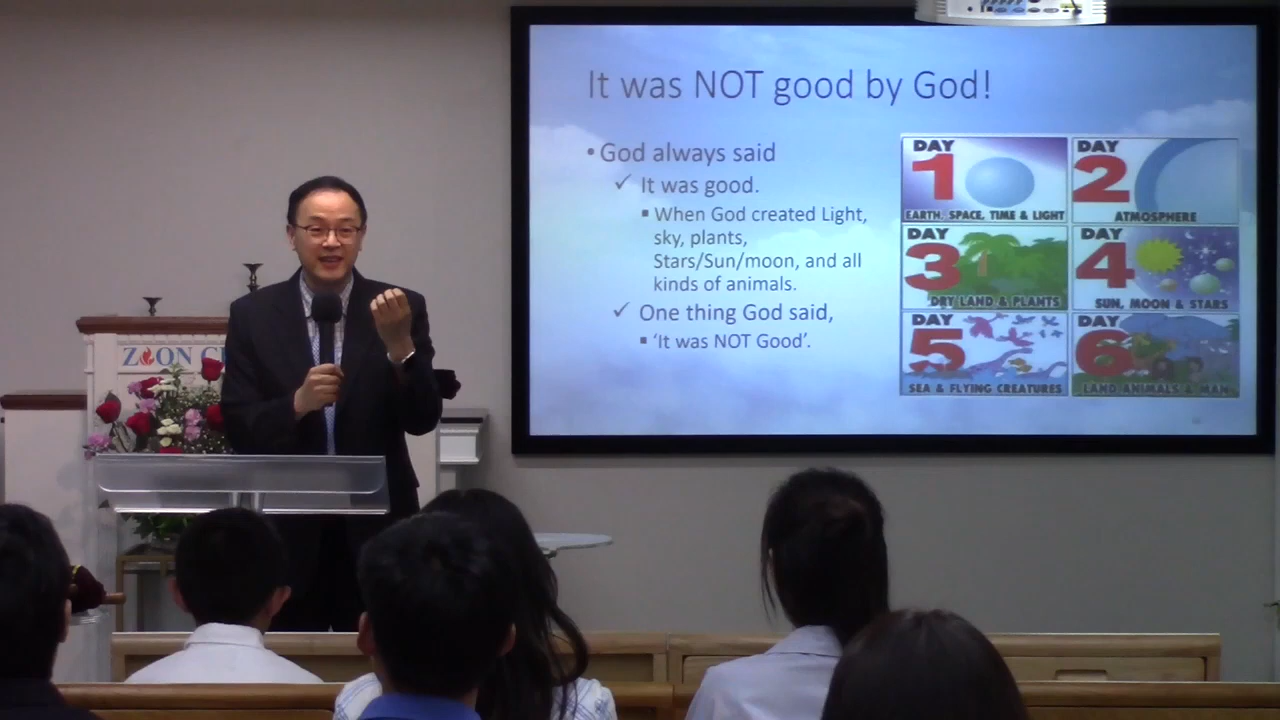 It was NOT good by God!
• God always said
✓ It was good.
▪ When God created Light,
sky, plants,
Stars/Sun/moon, and all
kinds of animals.
✓ One thing God said,
▪ ‘It was NOT Good’.
DAY
1
EARTH, SPACE, TIME & LIGHT
DAY
2
ATMOSPHERE
DAY
3
DRY LAND & PLANTS
DAY
4
SUN, MOON & STARS
DAY
5
SEA & FLYING CREATURES
DAY
6
LAND ANIMALS & MAN